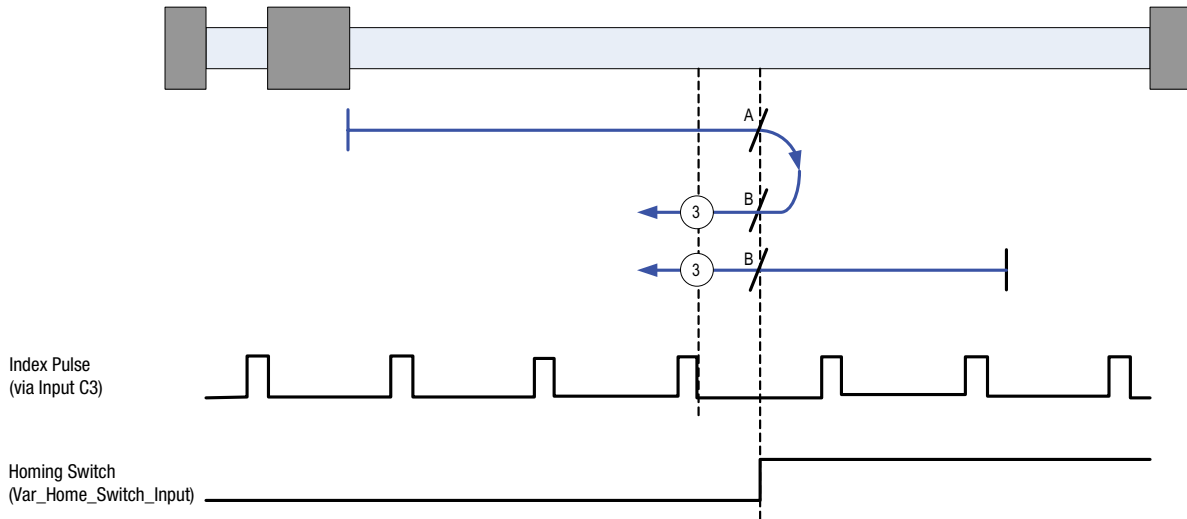 A
3
B
3
B
Index Pulse
(via Input C3)
Homing Switch
(Var_Home_Switch_Input)